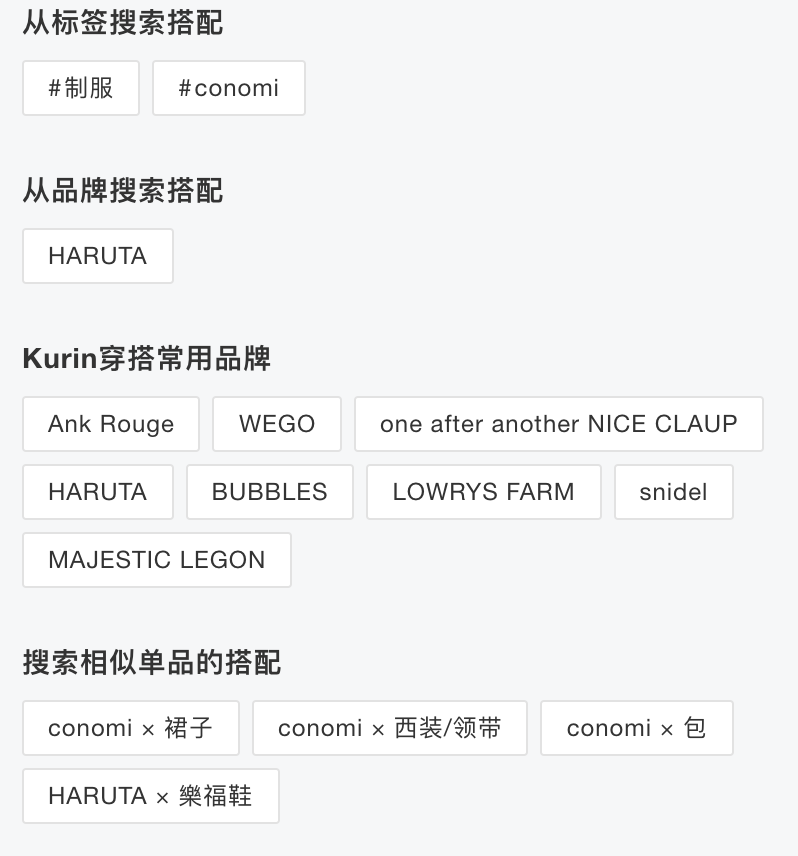 从标签搜索搭配
#制服 #conomi
从品牌搜索搭配
HARUTA
Kurin穿搭常用品牌
Ank Rouge WEGO one after another NICE CLAUP
HARUTA BUBBLES LOWRYS FARM snidel
MAJESTIC LEGON
搜索相似单品的搭配
conomi × 裙子 conomi × 西装/领带 conomi × 包
HARUTA × 樂福鞋